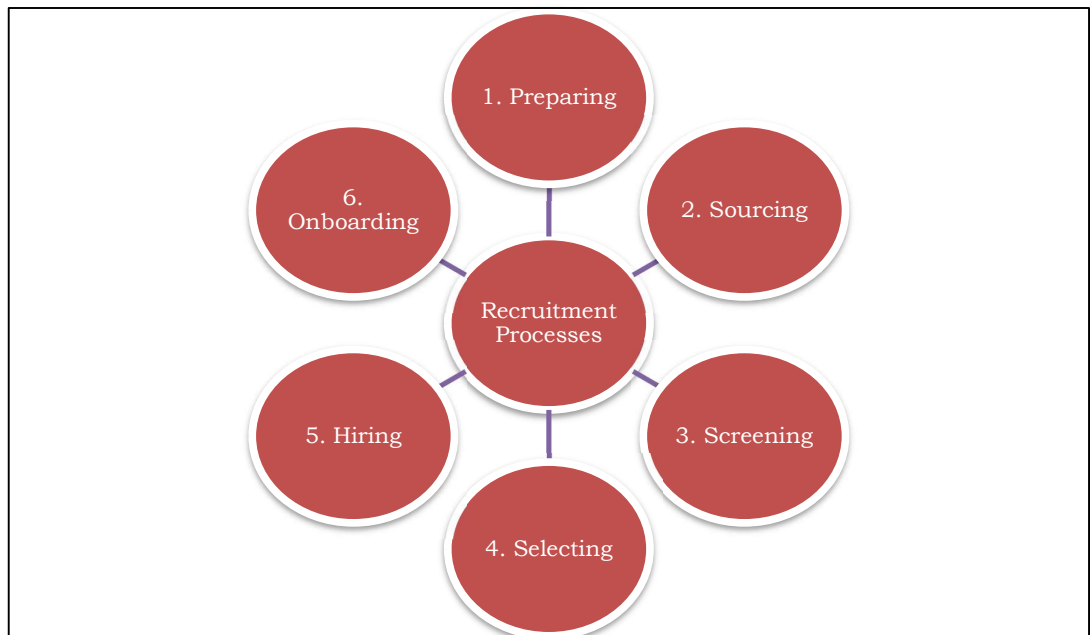 1. Preparing
2. Sourcing
3. Screening
4. Selecting
5. Hiring
6.
Onboarding
Recruitment
Processes